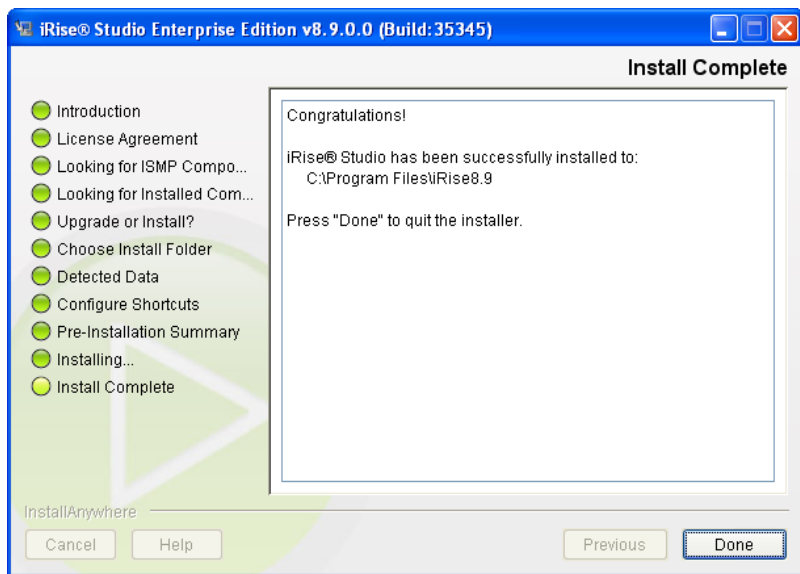 iRise® Studio Enterprise Edition v8.9.0.0 (Build:35345)
Install Complete
Introduction
License Agreement
Looking for ISMP Compo...
Looking for Installed Com...
Upgrade or Install?
Choose Install Folder
Detected Data
Configure Shortcuts
Pre-Installation Summary
Installing...
Install Complete
Congratulations!
iRise® Studio has been successfully installed to:
C:\Program Files\iRise8.9
Press "Done" to quit the installer.
InstallAnywhere
Cancel
Help
Previous
Done